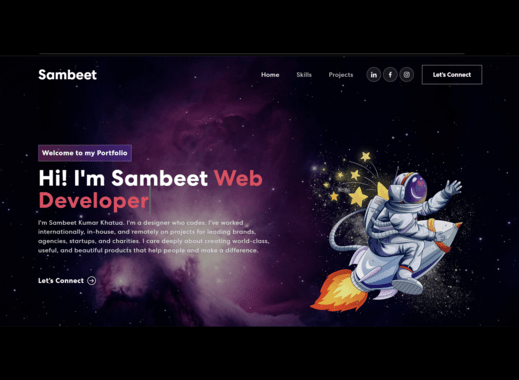 Sambeet
Home Skills Projects Let's Connect
Welcome to my Portfolio
Hi! I'm Sambeet Web
Developer
I'm Sambeet Kumar Khatua. I'm a designer who codes. I've worked
internationally, in-house, and remotely on projects for leading brands,
agencies, startups, and charities. I care deeply about creating world-class,
useful, and beautiful products that help people and make a difference.
Let's Connect